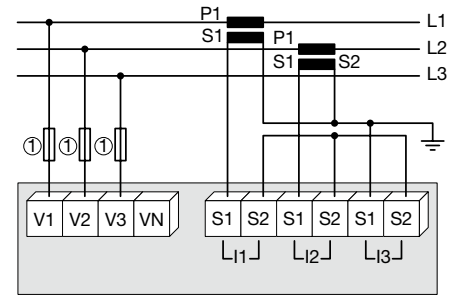 P1 L1
S1 P1 L2
S1 S2 L3
① ① ①
V1 V2 V3 VN S1 S2 S1 S2 S1 S2
I1 I2 I3